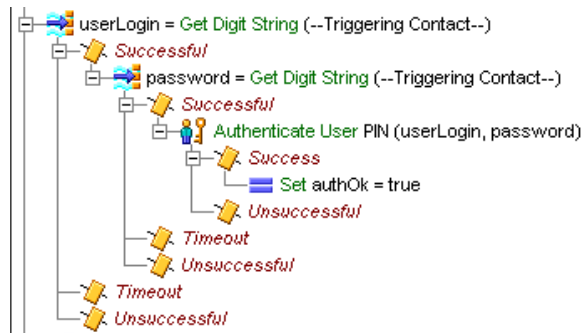 userLogin = Get Digit String (--Triggering Contact--)
Successful
password = Get Digit String (--Triggering Contact--)
Successful
Authenticate User PIN (userLogin, password)
Success
Set authOk = true
Unsuccessful
Timeout
Unsuccessful
Timeout
Unsuccessful